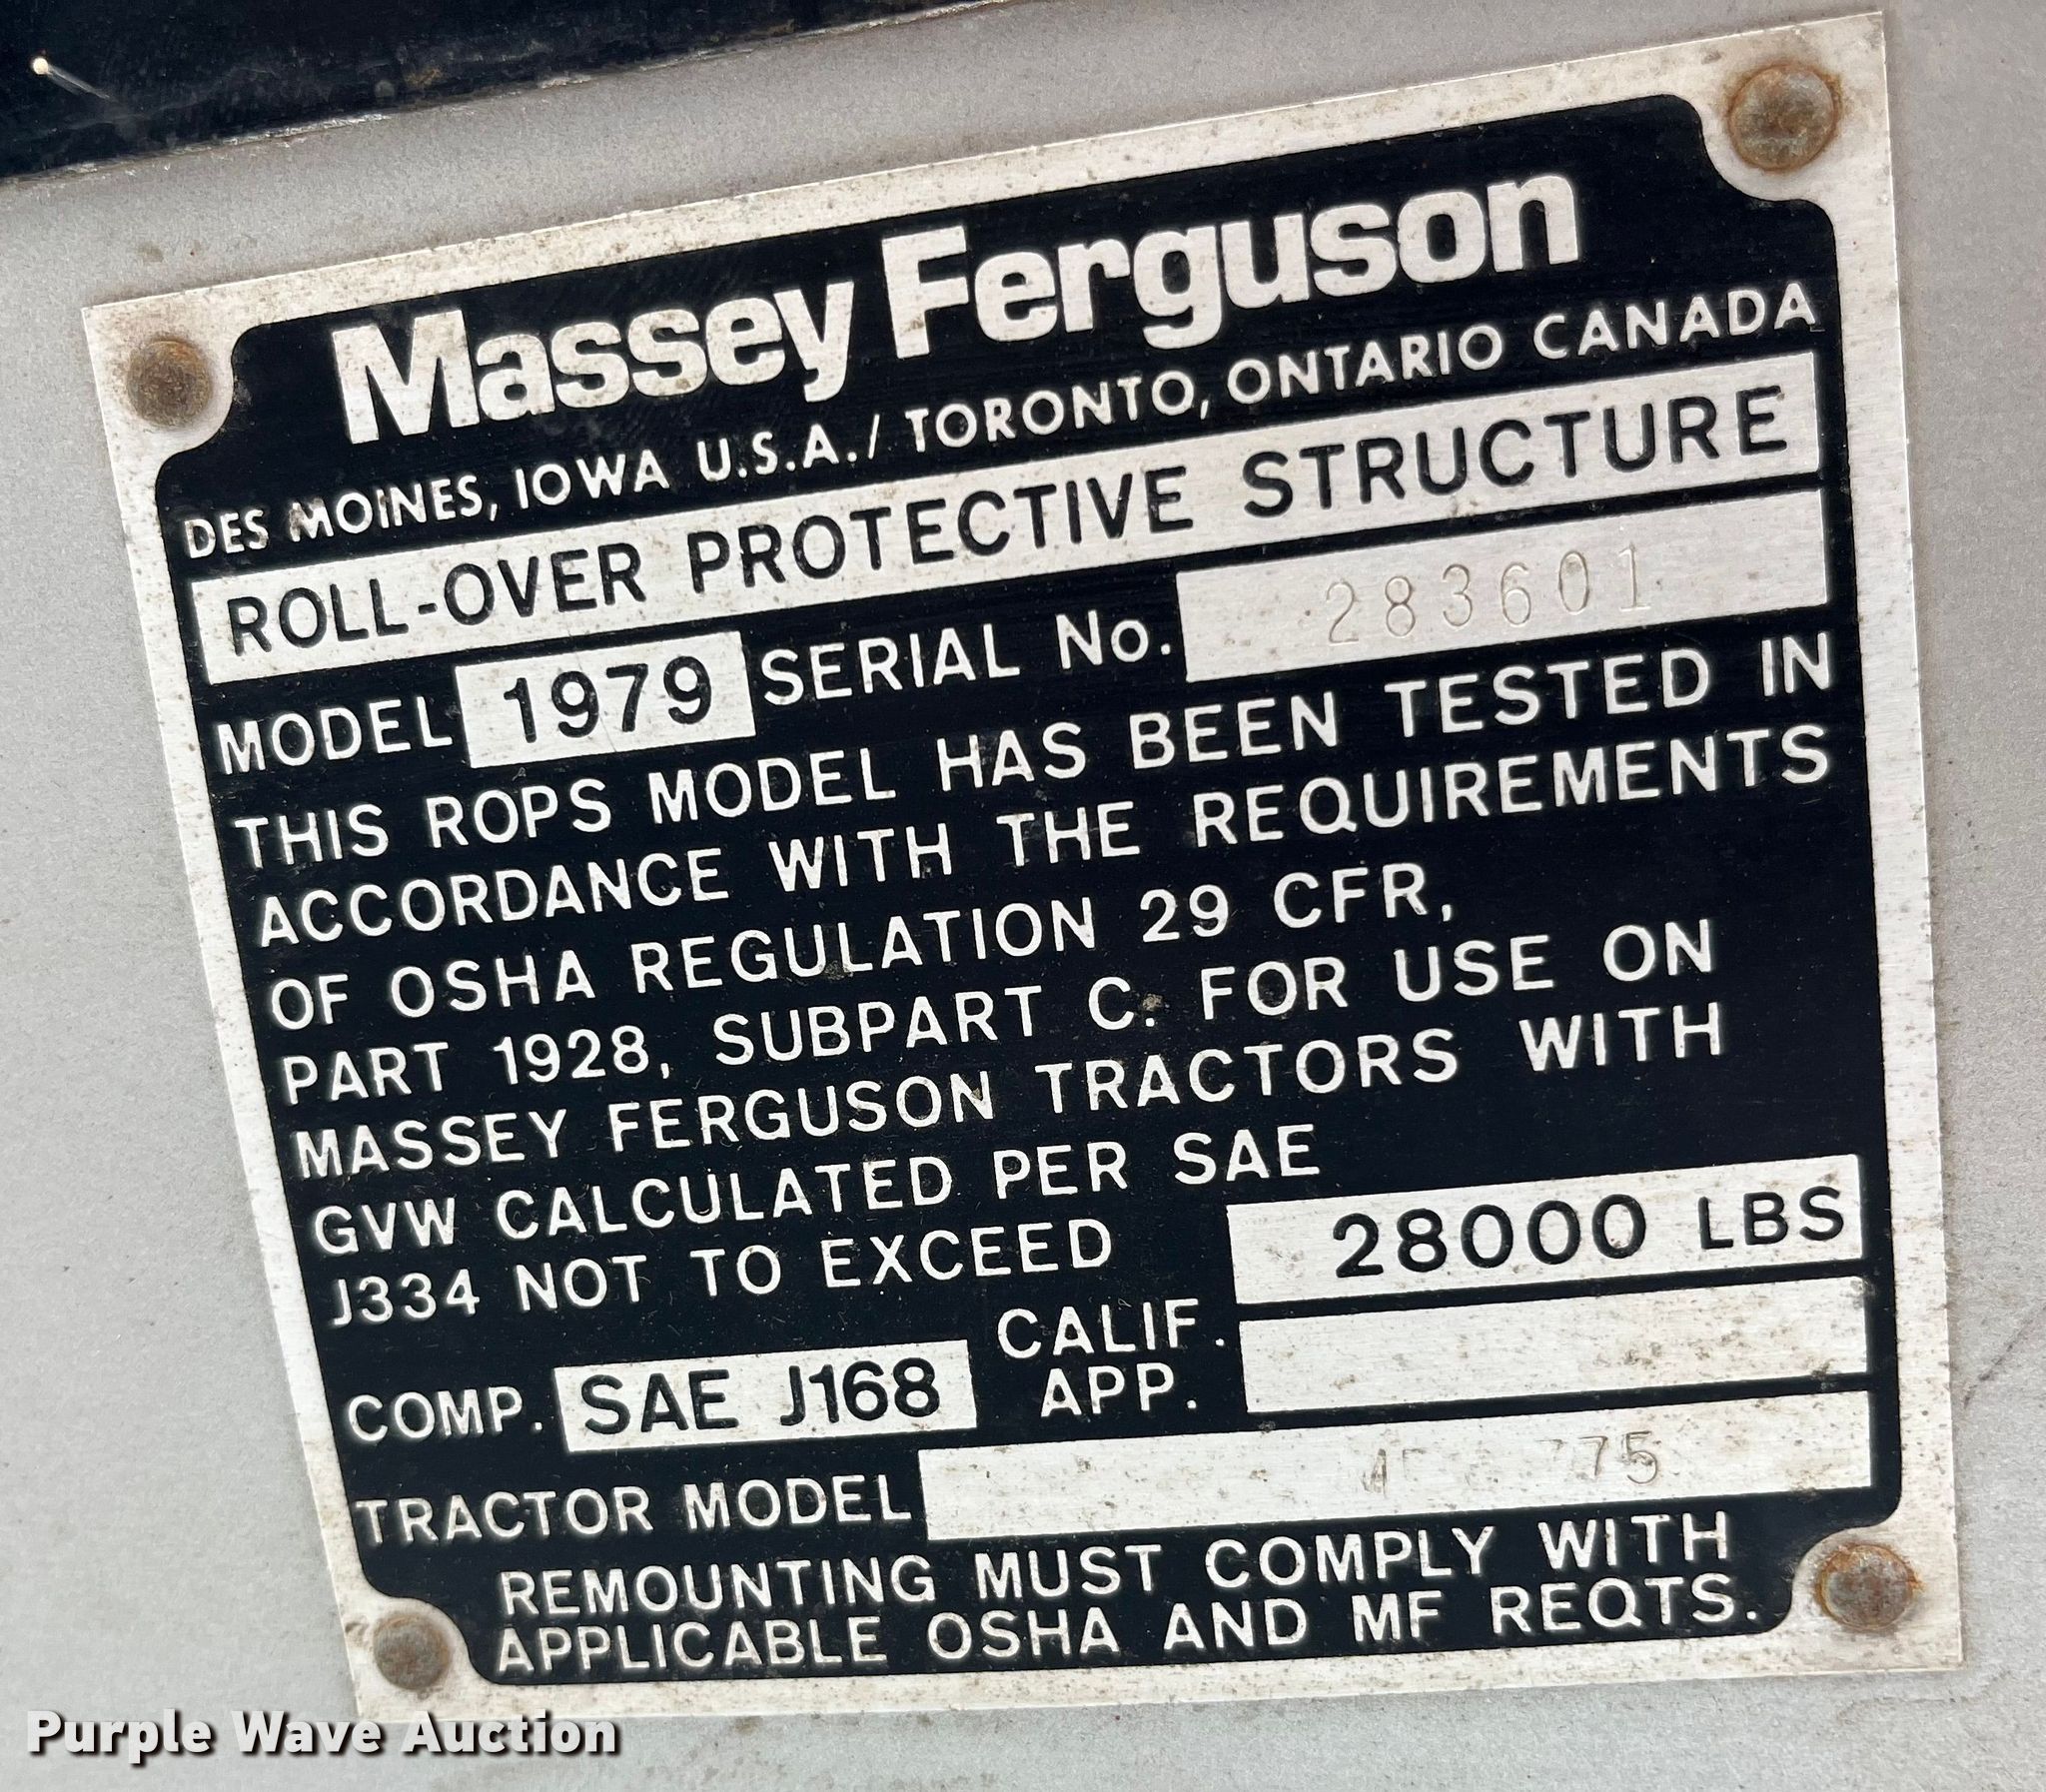 Massey Ferguson
DES MOINES, IOWA U.S.A./ TORONTO, ONTARIO CANADA
ROLL-OVER PROTECTIVE STRUCTURE
MODEL 1979 SERIAL No. 283601
THIS ROPS MODEL HAS BEEN TESTED IN
ACCORDANCE WITH THE REQUIREMENTS
OF OSHA REGULATION 29 CFR,
PART 1928, SUBPART C. FOR USE ON
MASSEY FERGUSON TRACTORS WITH
GVW CALCULATED PER SAE
J334 NOT TO EXCEED 28000 LBS
COMP. SAE J168 CALIF. APP.
TRACTOR MODEL
REMOUNTING MUST COMPLY WITH
APPLICABLE OSHA AND MF REQTS.
Purple Wave Auction